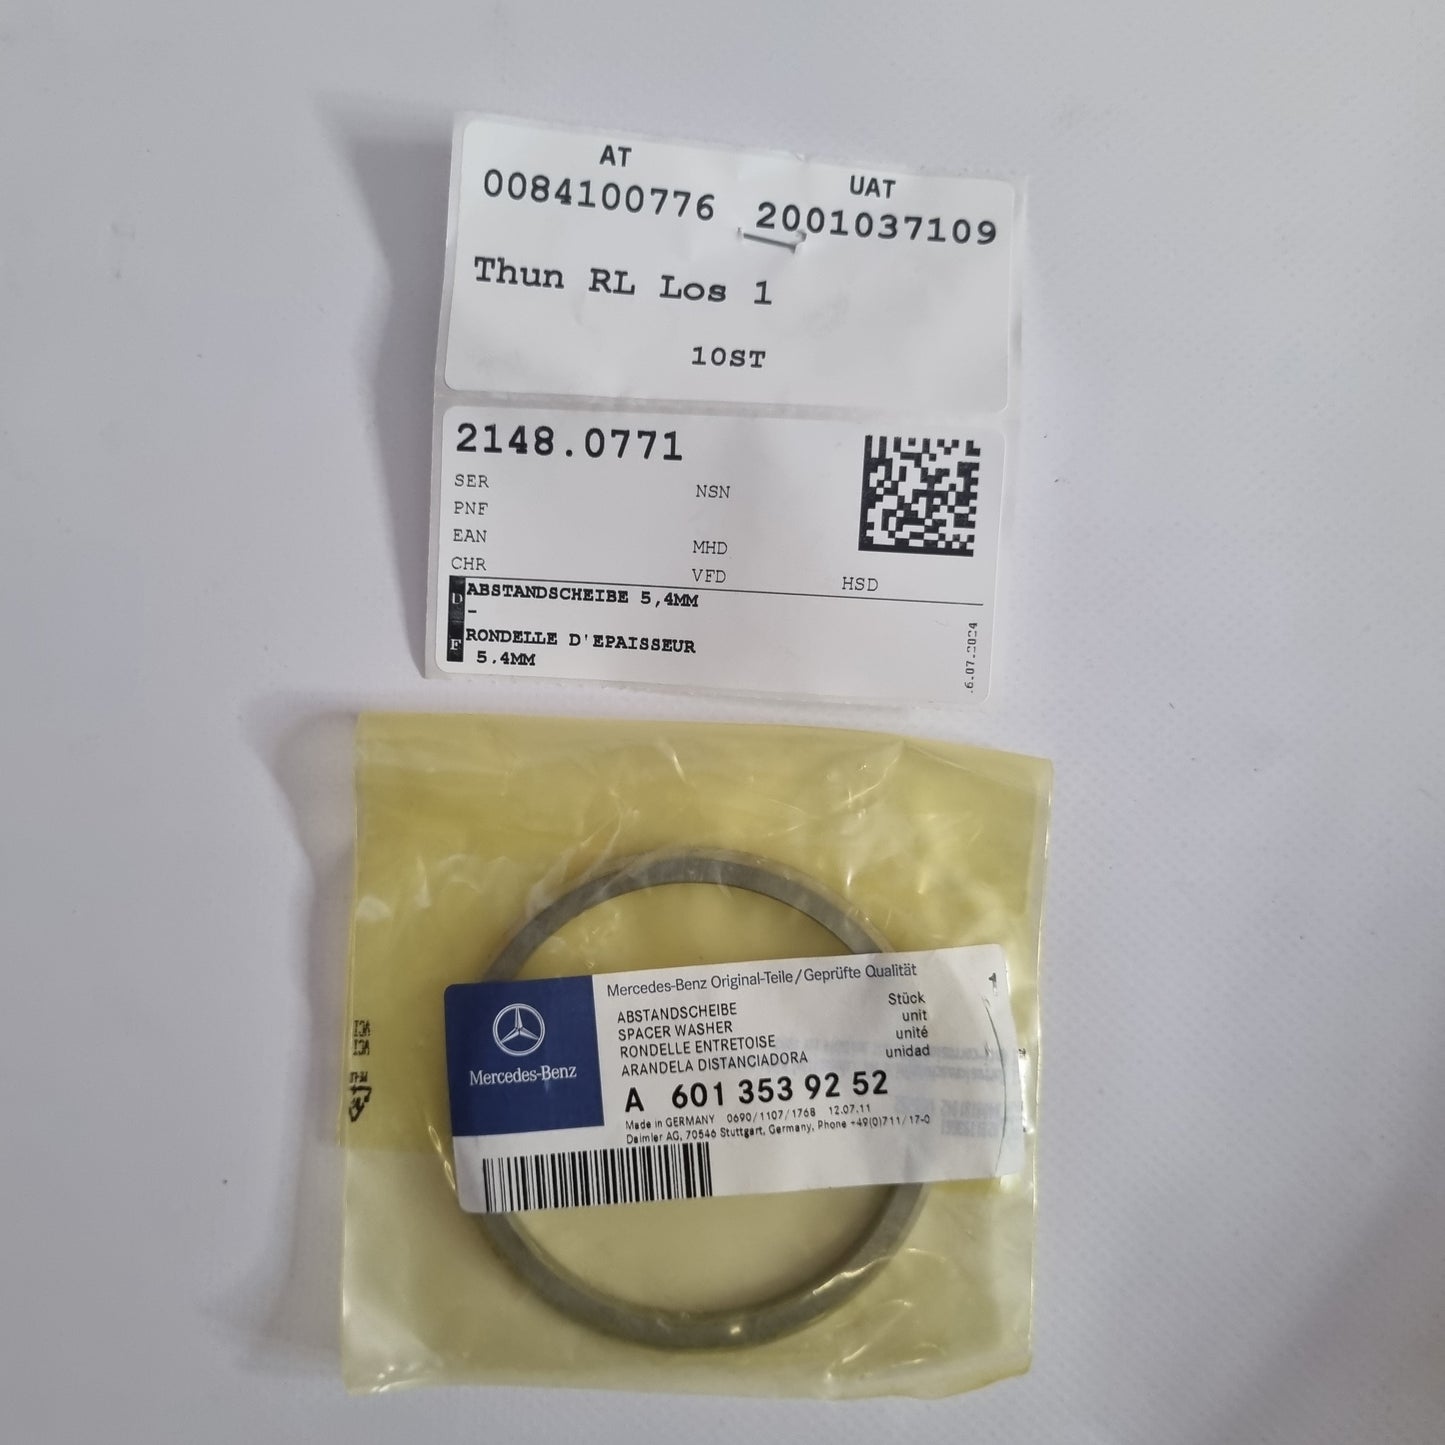 AT
UAT
0084100776 2001037109
Thun RL Los 1
10ST
2148.0771
SER
NSN
PNF
EAN
MHD
CHR
VFD
HSD
D ABSTANDSCHEIBE 5,4MM
-
F RONDELLE D'EPAISSEUR
5.4MM
6.07.2024
Mercedes-Benz Original-Teile/Geprüfte Qualität
1
ABSTANDSCHEIBE Stück
SPACER WASHER unit
RONDELLE ENTRETOISE unité
ARANDELA DISTANCIADORA unidad
Mercedes-Benz
A 601 353 92 52
Made in GERMANY 0690/1107/1768 12.07.11
Daimler AG, 70546 Stuttgart, Germany, Phone +49(0)711/17-0